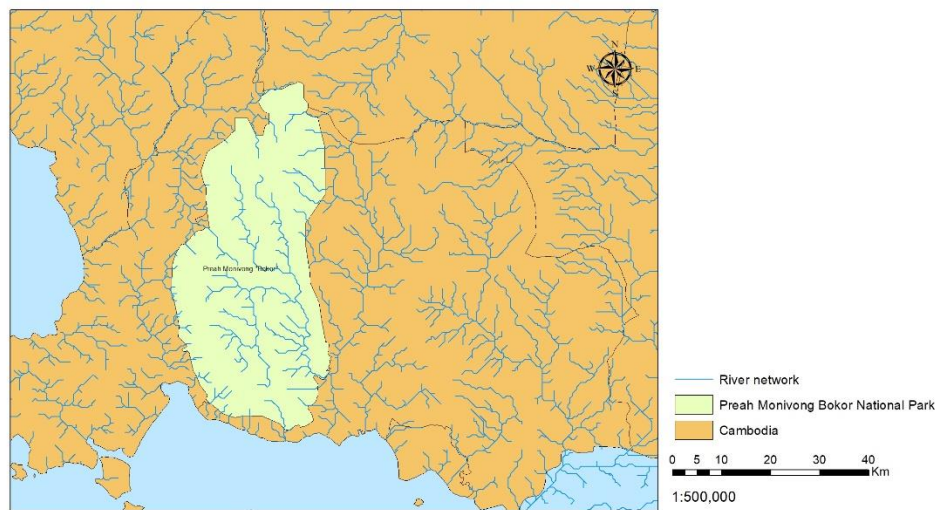 N
W E
S
Preah Monivong "Bokor"
River network
Preah Monivong Bokor National Park
Cambodia
0 5 10 20 30 40
Km
1:500,000